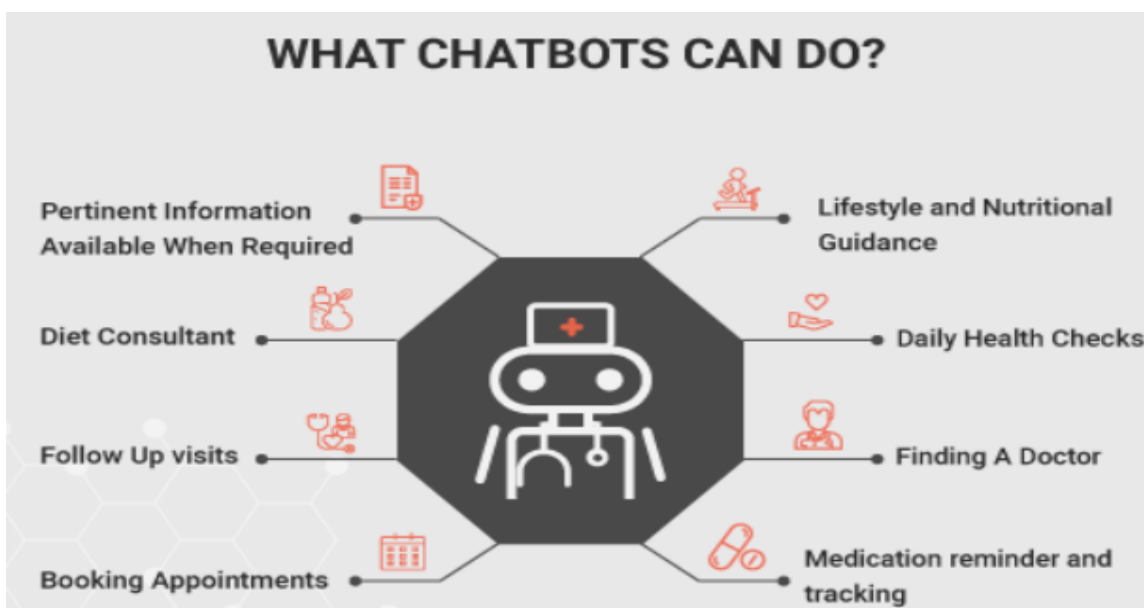 WHAT CHATBOTS CAN DO?
Pertinent Information
Available When Required
Diet Consultant
Follow Up visits
Booking Appointments
Lifestyle and Nutritional
Guidance
Daily Health Checks
Finding A Doctor
Medication reminder and
tracking